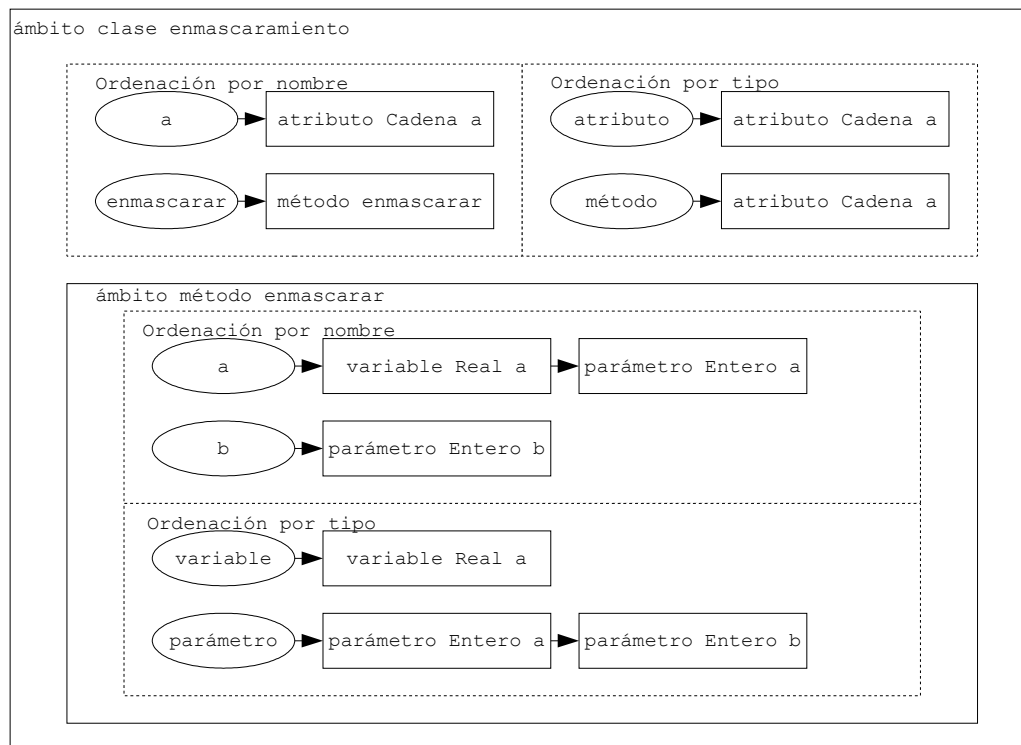 ámbito clase enmascaramiento
Ordenación por nombre
a
atributo Cadena a
enmascarar
método enmascarar
Ordenación por tipo
atributo
atributo Cadena a
método
atributo Cadena a
ámbito método enmascarar
Ordenación por nombre
a
variable Real a
parámetro Entero a
b
parámetro Entero b
Ordenación por tipo
variable
variable Real a
parámetro
parámetro Entero a
parámetro Entero b